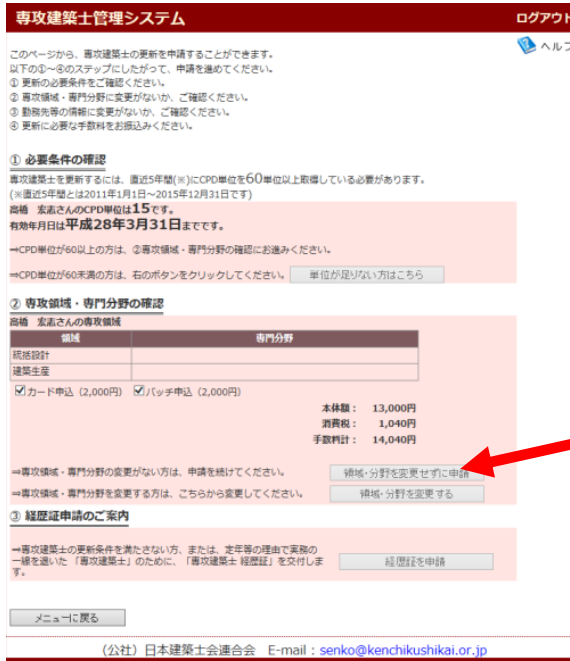 専攻建築士管理システム
ログアウト
ヘルプ
このページから、専攻建築士の更新を申請することができます。
以下の①～④のステップにしたがって、申請を進めてください。
① 更新の必要条件をご確認ください。
② 専攻領域・専門分野に変更がないか、ご確認ください。
③ 勤務先等の情報に変更がないか、ご確認ください。
④ 更新に必要な手数料をお振込みください。
① 必要条件の確認
専攻建築士を更新するには、直近5年間(※)にCPD単位を60単位以上取得している必要があります。
(※直近5年間とは2011年1月1日～2015年12月31日です)
高橋　宏志さんのCPD単位は15です。
有効年月日は平成28年3月31日までです。
⇒CPD単位が60以上の方は、②専攻領域・専門分野の確認にお進みください。
⇒CPD単位が60未満の方は、右のボタンをクリックしてください。 単位が足りない方はこちら
② 専攻領域・専門分野の確認
高橋　宏志さんの専攻領域
領域 専門分野
統括設計
建築生産
カード申込（2,000円） バッチ申込（2,000円）
本体額： 13,000円
消費税： 1,040円
手数料計： 14,040円
⇒専攻領域・専門分野の変更がない方は、申請を続けてください。 領域・分野を変更せずに申請
⇒専攻領域・専門分野を変更する方は、こちらから変更してください。 領域・分野を変更する
③ 経歴証申請のご案内
⇒専攻建築士の更新条件を満たさない方、または、定年等の理由で実務の
一線を退いた「専攻建築士」のために、「専攻建築士 経歴証」を交付しま
す。
経歴証を申請
メニューに戻る
（公社）日本建築士会連合会　E-mail：senko@kenchikushikai.or.jp